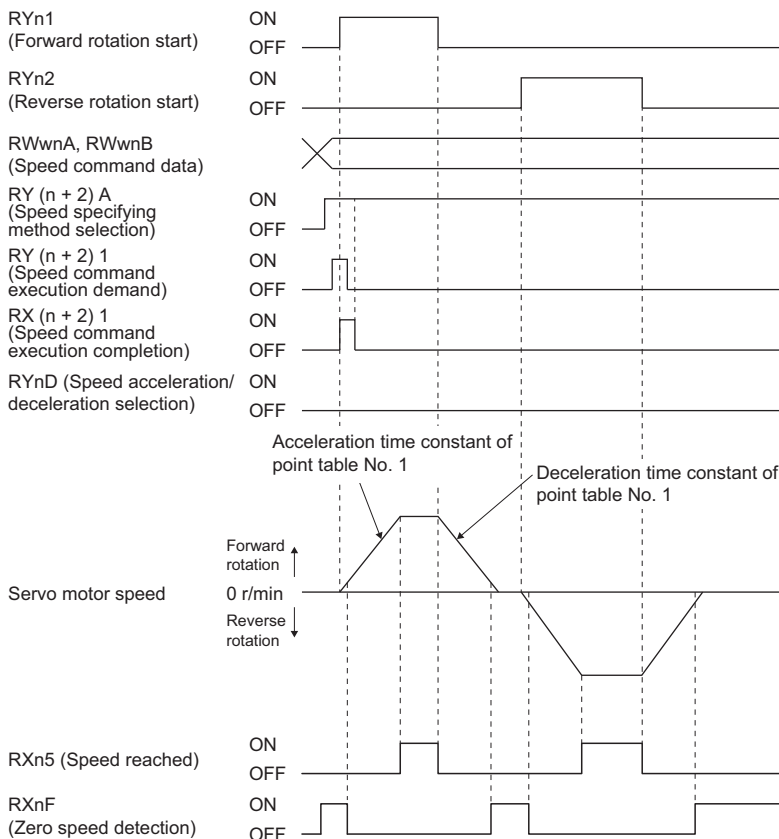 RYn1
(Forward rotation start)
ON
OFF
RYn2
(Reverse rotation start)
ON
OFF
RWwnA, RWwnB
(Speed command data)
RY (n + 2) A
(Speed specifying
method selection)
ON
OFF
RY (n + 2) 1
(Speed command
execution demand)
ON
OFF
RX (n + 2) 1
(Speed command
execution completion)
ON
OFF
RYnD (Speed acceleration/
deceleration selection)
ON
OFF
Acceleration time constant of
point table No. 1
Deceleration time constant of
point table No. 1
Forward
rotation
Servo motor speed
0 r/min
Reverse
rotation
RXn5 (Speed reached)
ON
OFF
RXnF
(Zero speed detection)
ON
OFF